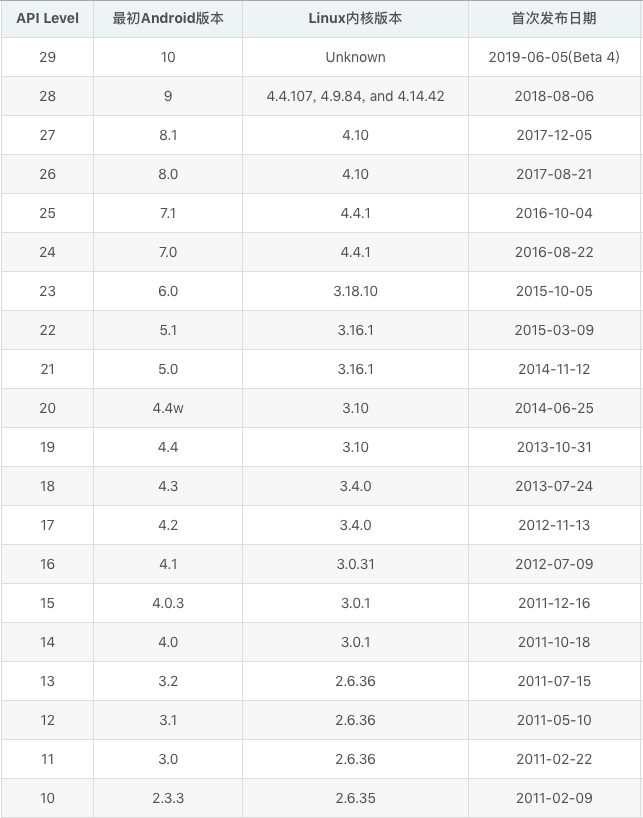 API Level 最初Android版本 Linux内核版本 首次发布日期
29 10 Unknown 2019-06-05(Beta 4)
28 9 4.4.107, 4.9.84, and 4.14.42 2018-08-06
27 8.1 4.10 2017-12-05
26 8.0 4.10 2017-08-21
25 7.1 4.4.1 2016-10-04
24 7.0 4.4.1 2016-08-22
23 6.0 3.18.10 2015-10-05
22 5.1 3.16.1 2015-03-09
21 5.0 3.16.1 2014-11-12
20 4.4w 3.10 2014-06-25
19 4.4 3.10 2013-10-31
18 4.3 3.4.0 2013-07-24
17 4.2 3.4.0 2012-11-13
16 4.1 3.0.31 2012-07-09
15 4.0.3 3.0.1 2011-12-16
14 4.0 3.0.1 2011-10-18
13 3.2 2.6.36 2011-07-15
12 3.1 2.6.36 2011-05-10
11 3.0 2.6.36 2011-02-22
10 2.3.3 2.6.35 2011-02-09